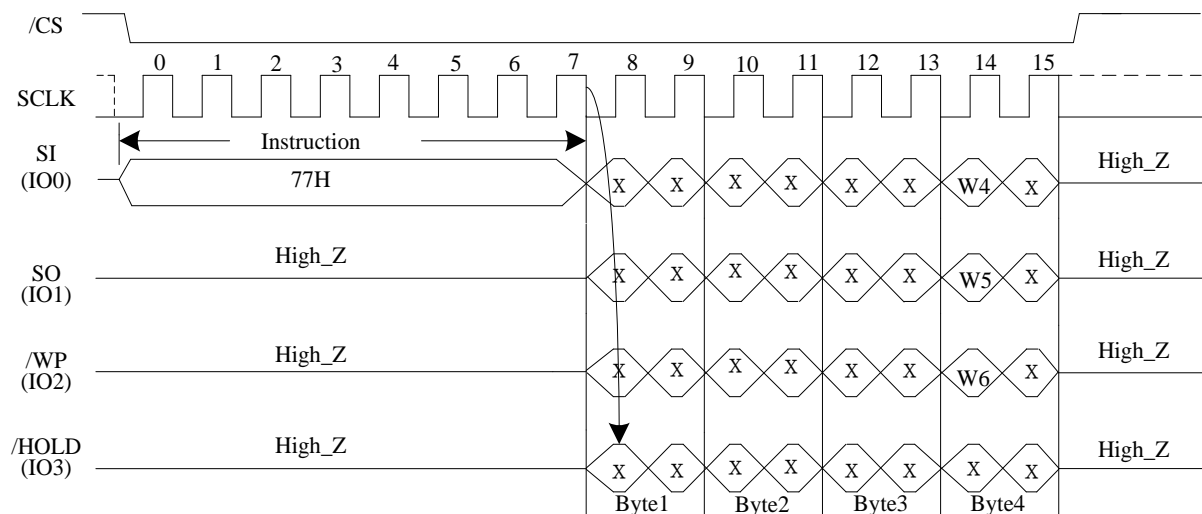 /CS
0 1 2 3 4 5 6 7 8 9 10 11 12 13 14 15
SCLK
Instruction
SI
(IO0)
77H
X X X X X X W4 X
High_Z
SO
(IO1)
High_Z
X X X X X X W5 X
High_Z
/WP
(IO2)
High_Z
X X X X X X W6 X
High_Z
/HOLD
(IO3)
High_Z
X X X X X X X X
High_Z
Byte1 Byte2 Byte3 Byte4